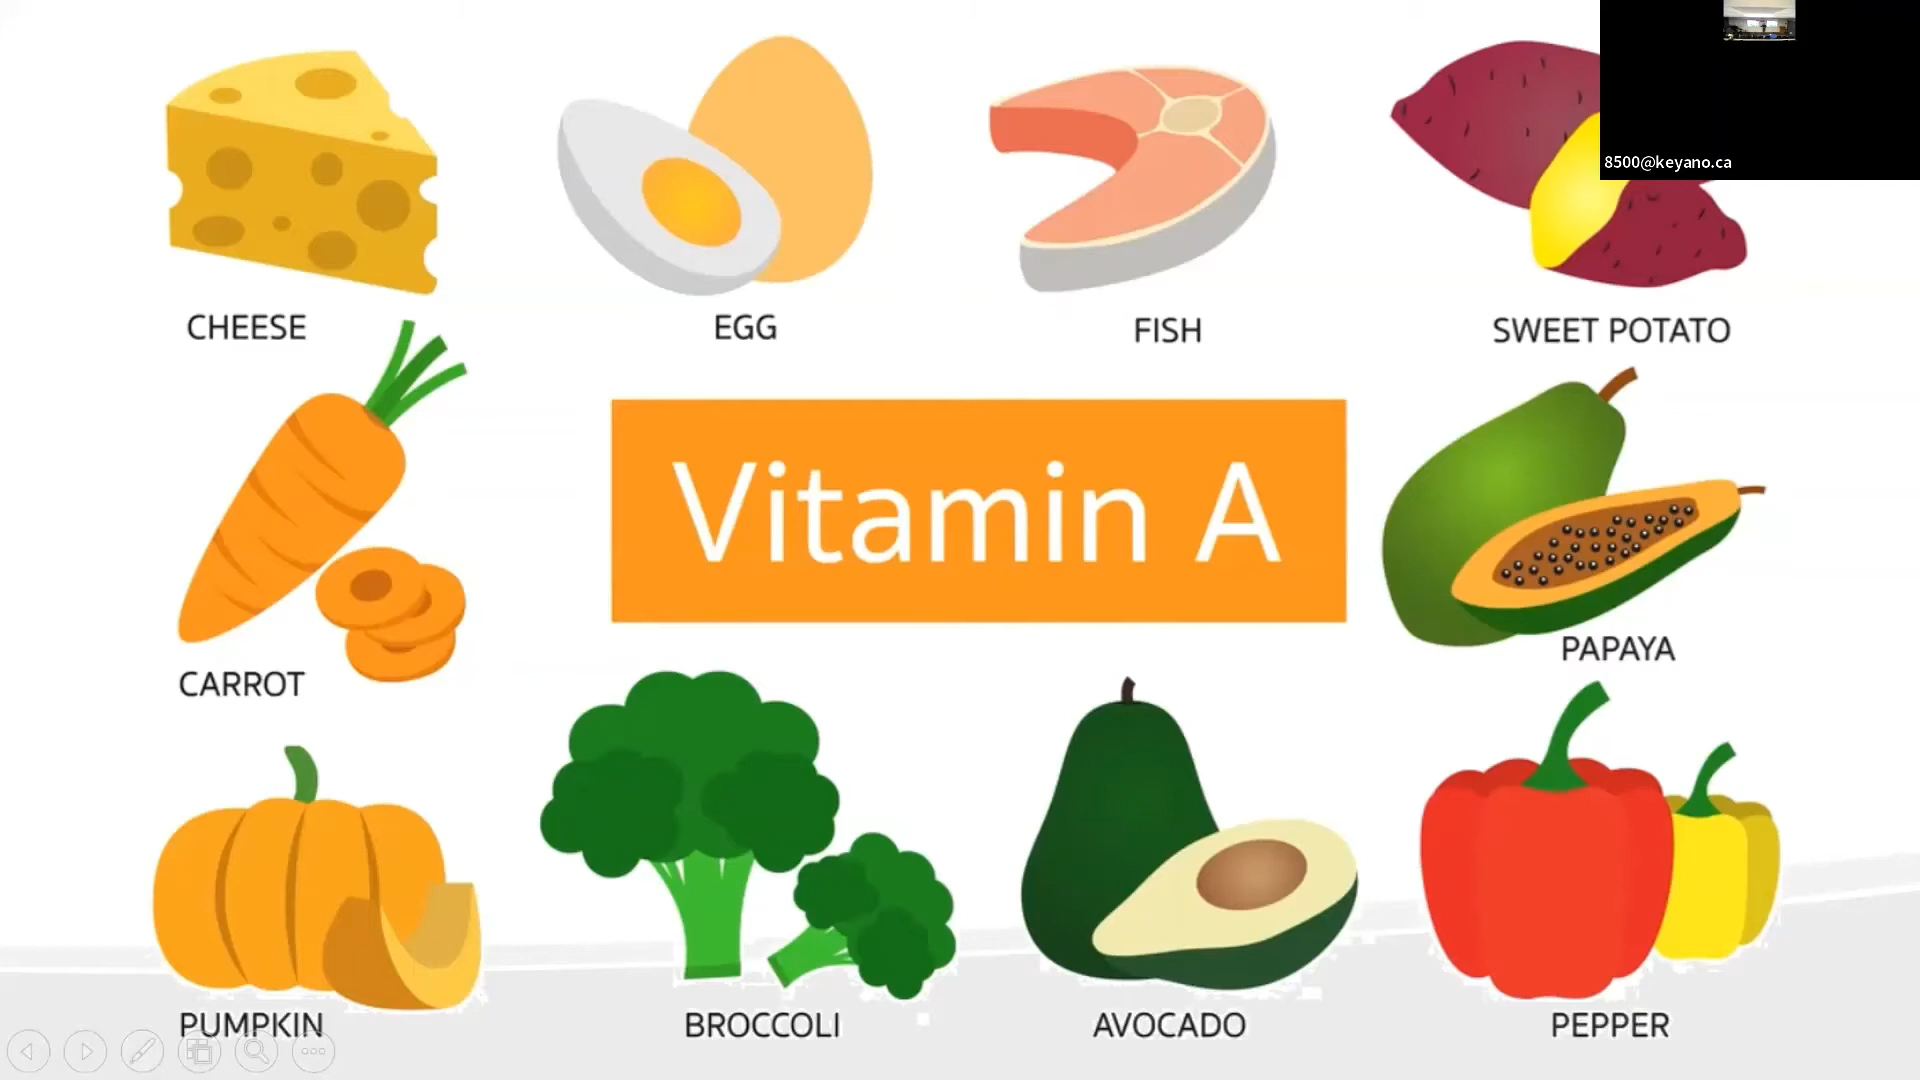 8500@keyano.ca
CHEESE
EGG
FISH
SWEET POTATO
Vitamin A
CARROT
PAPAYA
PUMPKIN
BROCCOLI
AVOCADO
PEPPER